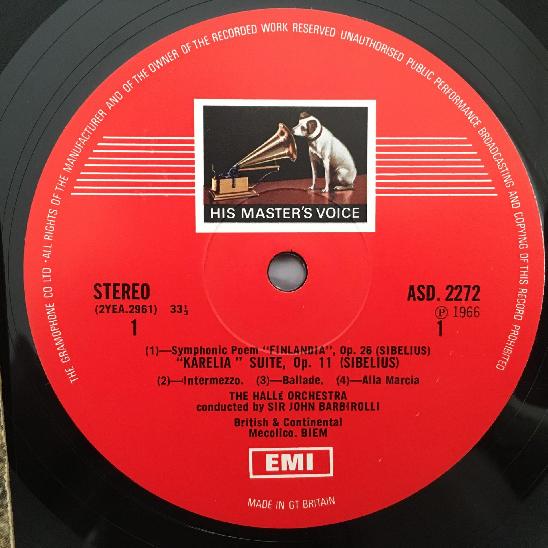 THE GRAMOPHONE CO LTD · ALL RIGHTS OF THE MANUFACTURER AND OF THE OWNER OF THE RECORDED WORK RESERVED UNAUTHORISED PUBLIC PERFORMANCE BROADCASTING AND COPYING OF THIS RECORD PROHIBITED
HIS MASTER'S VOICE
STEREO ASD. 2272
(2YEA.2961) 33⅓ ℗ 1966
1 1
(1)—Symphonic Poem "FINLANDIA", Op. 26 (SIBELIUS)
"KARELIA" SUITE, Op. 11 (SIBELIUS)
(2)—Intermezzo. (3)—Ballade. (4)—Alla Marcia
THE HALLÉ ORCHESTRA
conducted by SIR JOHN BARBIROLLI
British & Continental
Mecolico. BIEM
EMI
MADE IN GT BRITAIN